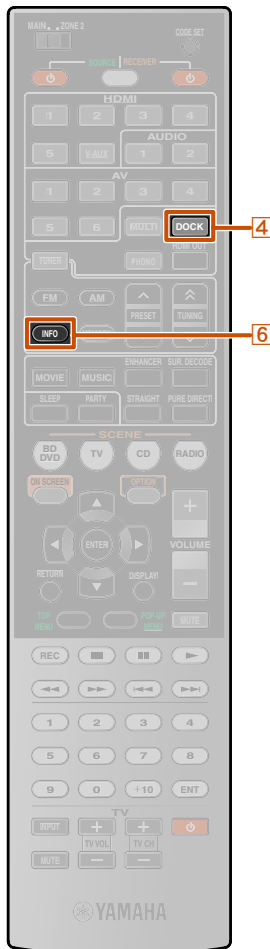 MAIN ZONE 2 CODE SET
SOURCE RECEIVER
HDMI
1 2 3 4
AUDIO
5 V-AUX 1 2
AV
1 2 3 4
5 6 MULTI DOCK 4
HDMI OUT
TUNER PHONO
FM AM
PRESET TUNING
INFO 6
ENHANCER SUR. DECODE
MOVIE MUSIC
SLEEP PARTY STRAIGHT PURE DIRECT
SCENE
BD DVD TV CD RADIO
ON SCREEN OPTION
+
ENTER VOLUME
RETURN DISPLAY
−
TOP MENU POP-UP MENU MUTE
REC
1 2 3 4
5 6 7 8
9 0 +10 ENT
TV
INPUT + +
TV VOL TV CH
MUTE − −
YAMAHA